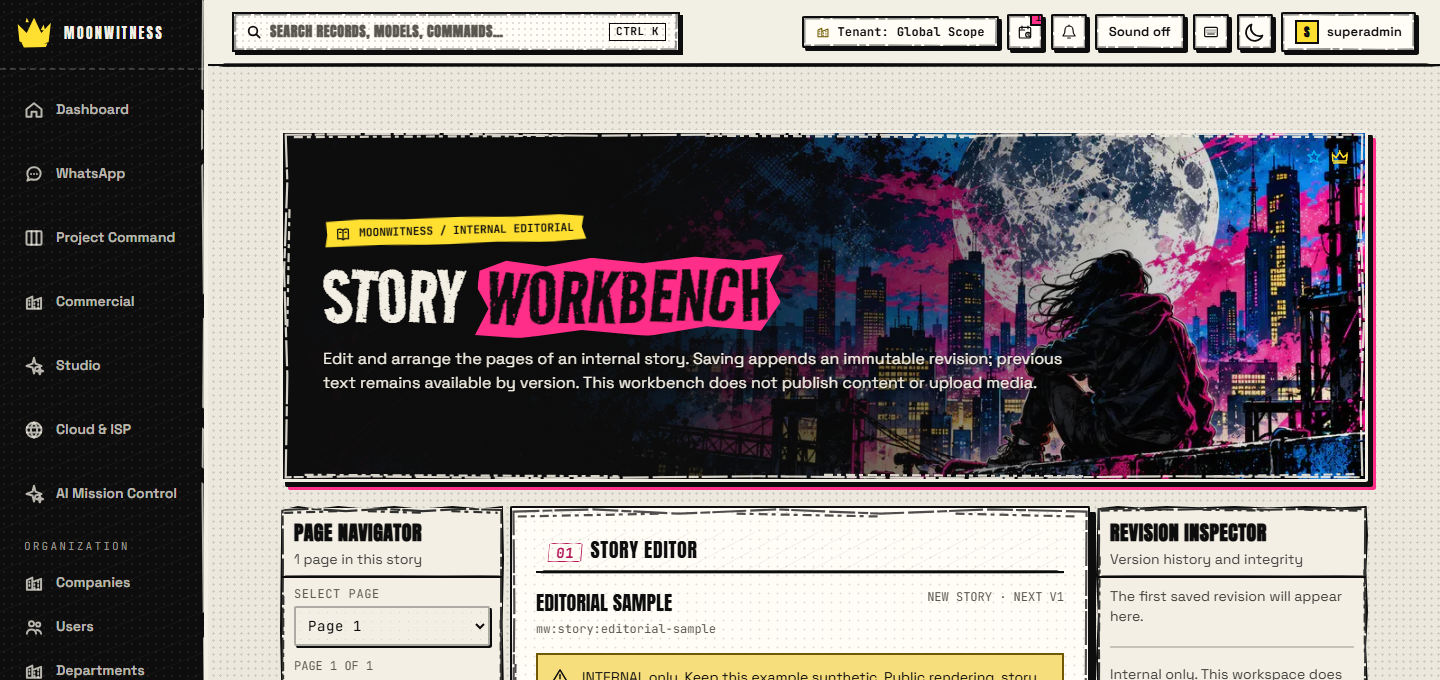 MOONWITNESS
SEARCH RECORDS, MODELS, COMMANDS...
CTRL K
Tenant: Global Scope
Sound off
$
superadmin
Dashboard
WhatsApp
Project Command
Commercial
Studio
Cloud & ISP
AI Mission Control
ORGANIZATION
Companies
Users
Departments
MOONWITNESS / INTERNAL EDITORIAL
STORY WORKBENCH
Edit and arrange the pages of an internal story. Saving appends an immutable revision; previous
text remains available by version. This workbench does not publish content or upload media.
PAGE NAVIGATOR
1 page in this story
SELECT PAGE
Page 1
PAGE 1 OF 1
01 STORY EDITOR
EDITORIAL SAMPLE
NEW STORY · NEXT V1
mw:story:editorial-sample
INTERNAL only. Keep this example synthetic. Public rendering, story
REVISION INSPECTOR
Version history and integrity
The first saved revision will appear
here.
Internal only. This workspace does